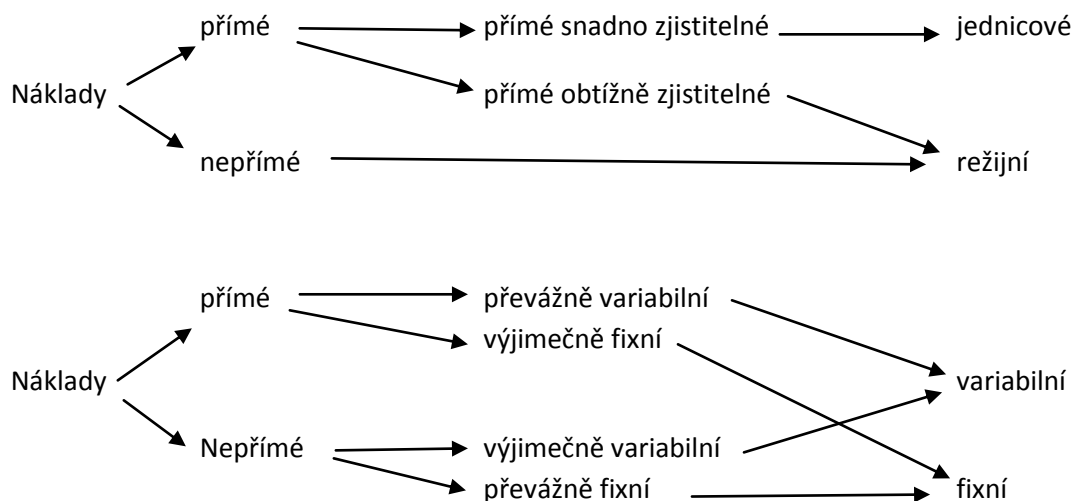 přímé přímé snadno zjistitelné jednicové
Náklady přímé obtížně zjistitelné
nepřímé režijní
přímé převážně variabilní
výjimečně fixní
Náklady variabilní
Nepřímé výjimečně variabilní
převážně fixní fixní